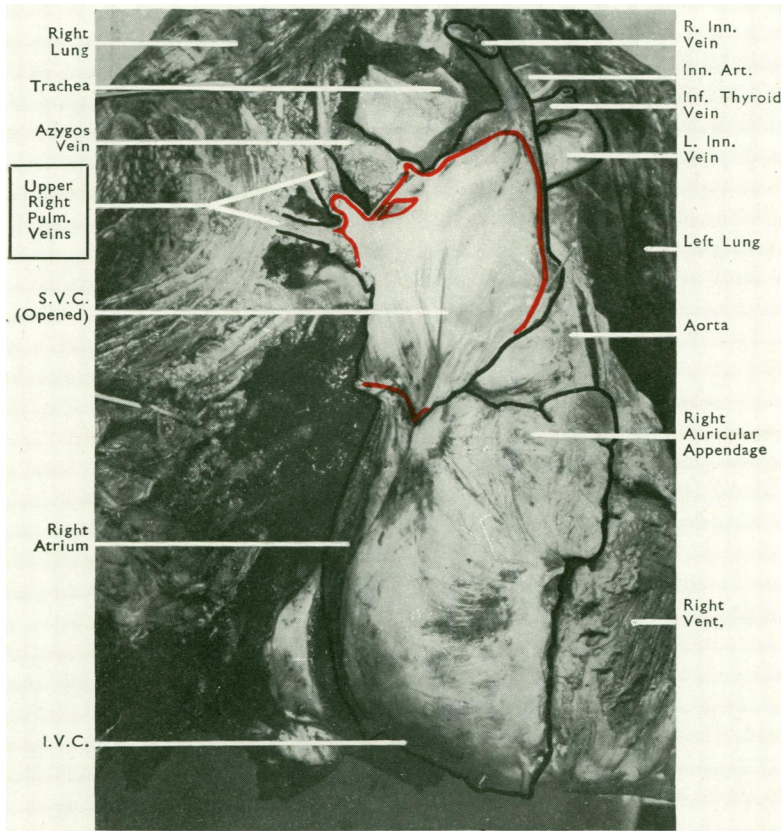 Right
Lung
Trachea
Azygos
Vein
Upper
Right
Pulm.
Veins
S.V.C.
(Opened)
Right
Atrium
I.V.C.
R. Inn.
Vein
Inn. Art.
Inf. Thyroid
Vein
L. Inn.
Vein
Left Lung
Aorta
Right
Auricular
Appendage
Right
Vent.